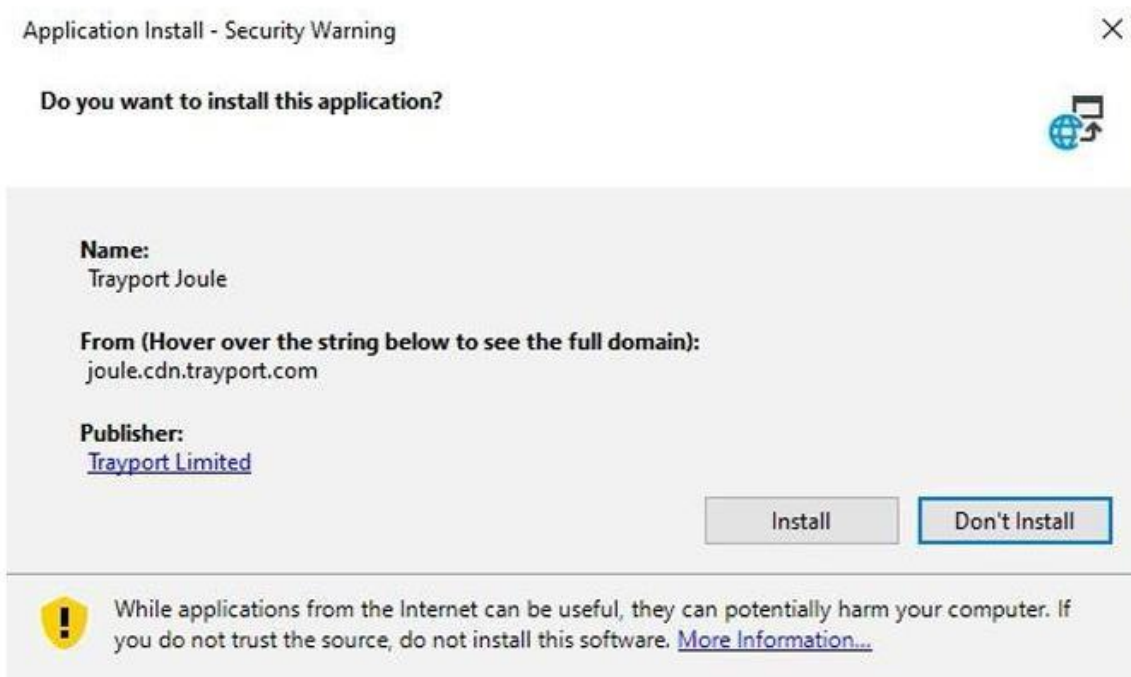 Application Install - Security Warning
Do you want to install this application?
Name:
Trayport Joule
From (Hover over the string below to see the full domain):
joule.cdn.trayport.com
Publisher:
Trayport Limited
Install
Don't Install
While applications from the Internet can be useful, they can potentially harm your computer. If
you do not trust the source, do not install this software. More Information...